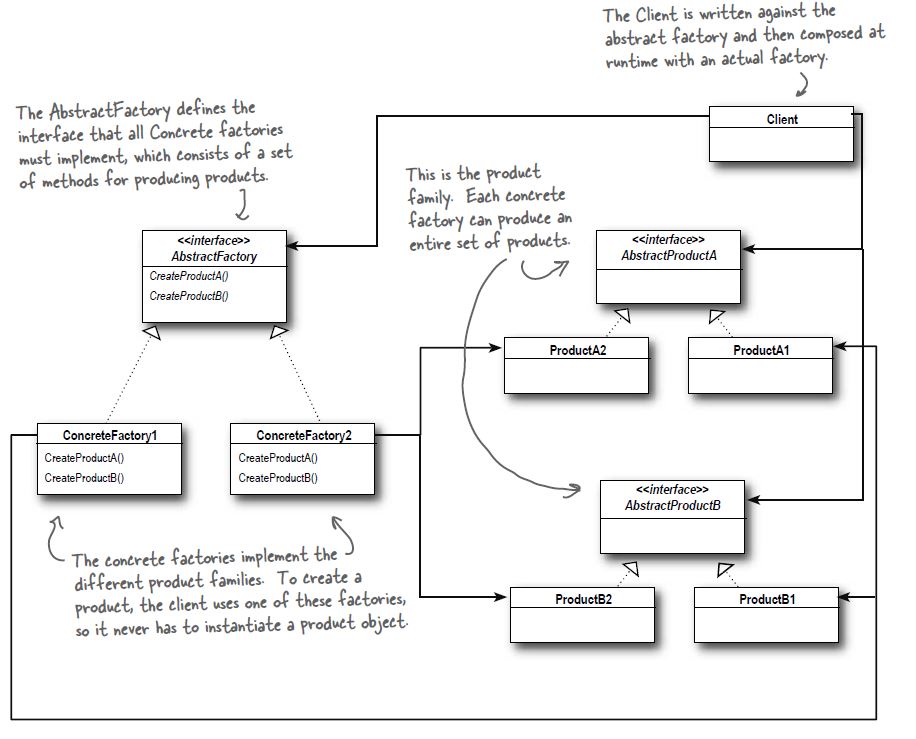 The Client is written against the
abstract factory and then composed at
runtime with an actual factory.
The AbstractFactory defines the
interface that all Concrete factories
must implement, which consists of a set
of methods for producing products.
Client
This is the product
family. Each concrete
factory can produce an
entire set of products.
<<interface>>
AbstractFactory
CreateProductA()
CreateProductB()
<<interface>>
AbstractProductA
ProductA2
ProductA1
ConcreteFactory1
CreateProductA()
CreateProductB()
ConcreteFactory2
CreateProductA()
CreateProductB()
<<interface>>
AbstractProductB
The concrete factories implement the
different product families. To create a
product, the client uses one of these factories,
so it never has to instantiate a product object.
ProductB2
ProductB1